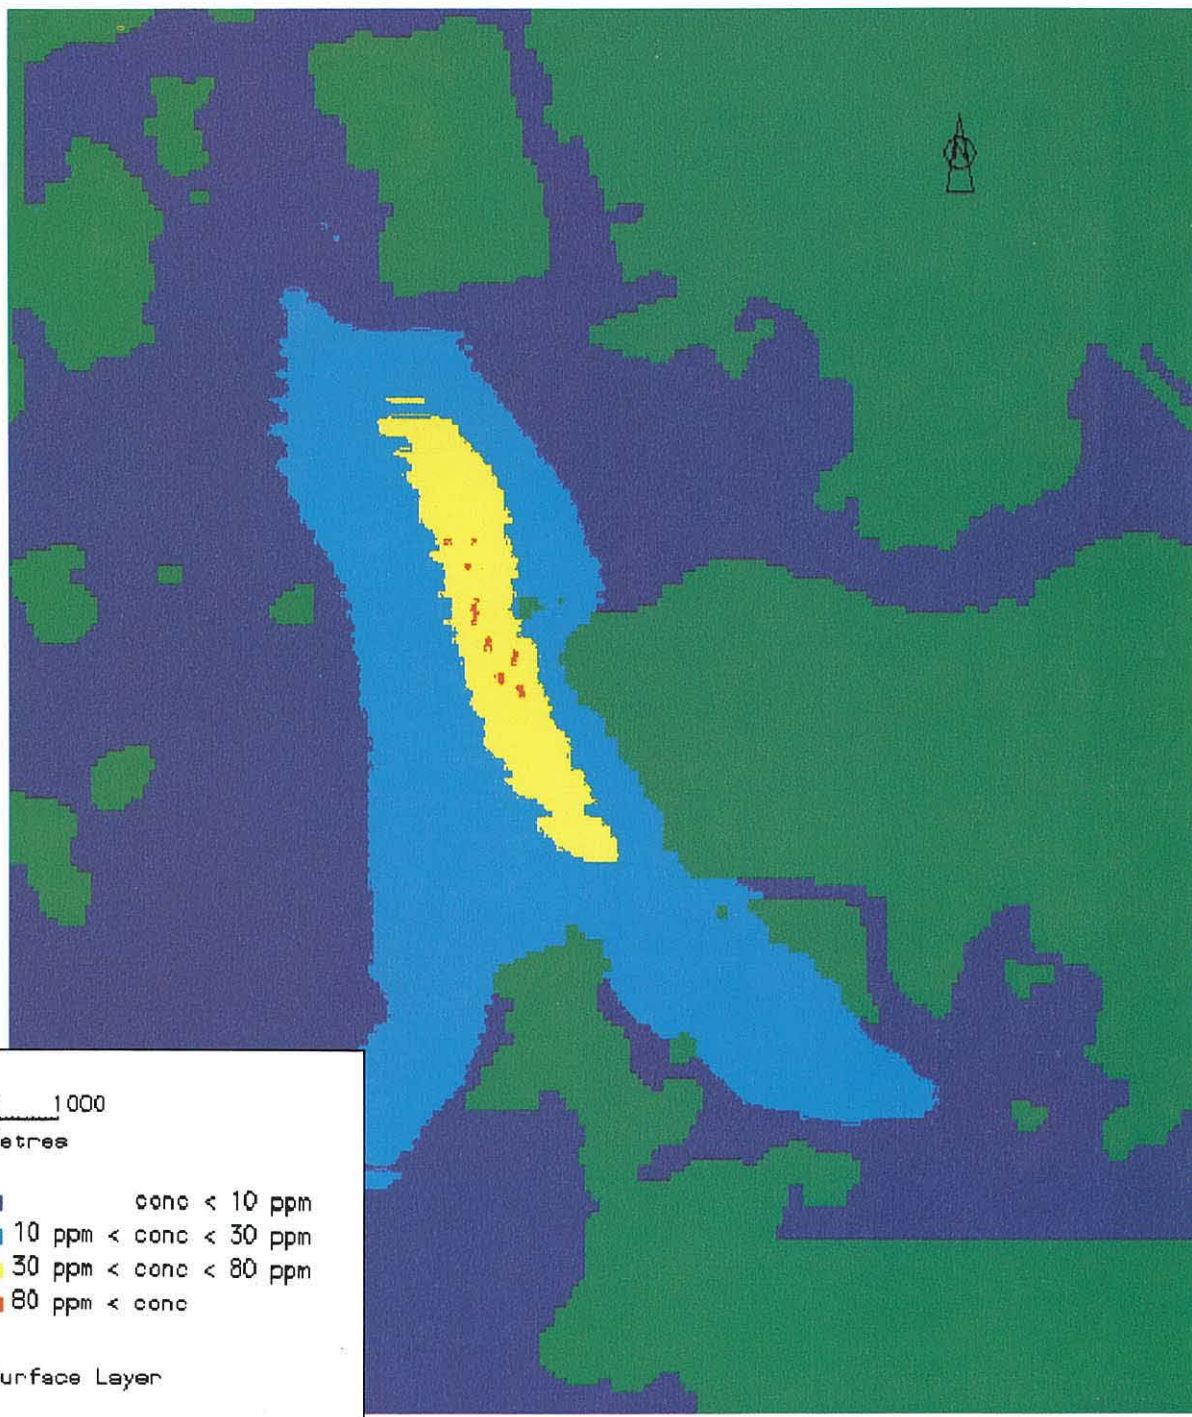 1000
etres
conc < 10 ppm
10 ppm < conc < 30 ppm
30 ppm < conc < 80 ppm
80 ppm < conc
urface Layer